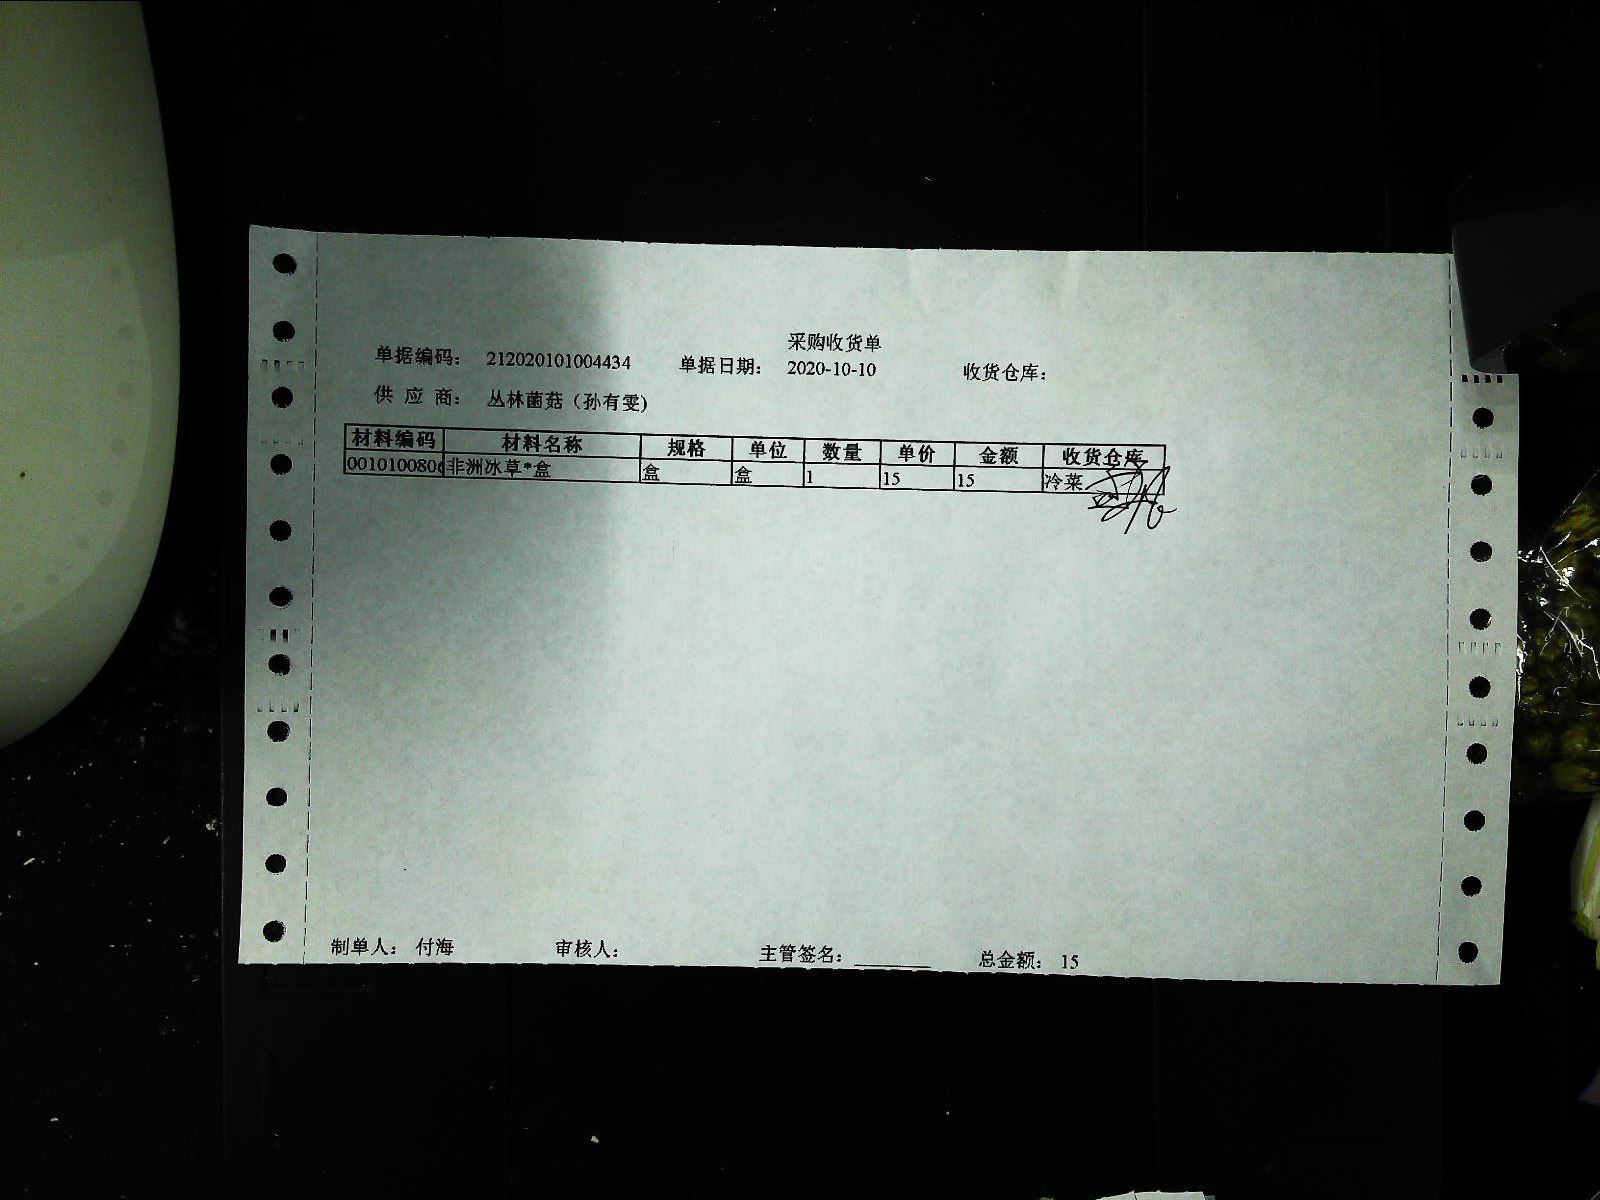 采购收货单
单据编码： 212020101004434 单据日期： 2020-10-10 收货仓库：
供 应 商： 丛林菌菇（孙有雯）
材料编码 材料名称 规格 单位 数量 单价 金额 收货仓库
001010080 非洲冰草*盒 盒 盒 1 15 15 冷菜
制单人： 付海 审核人： 主管签名：________ 总金额： 15